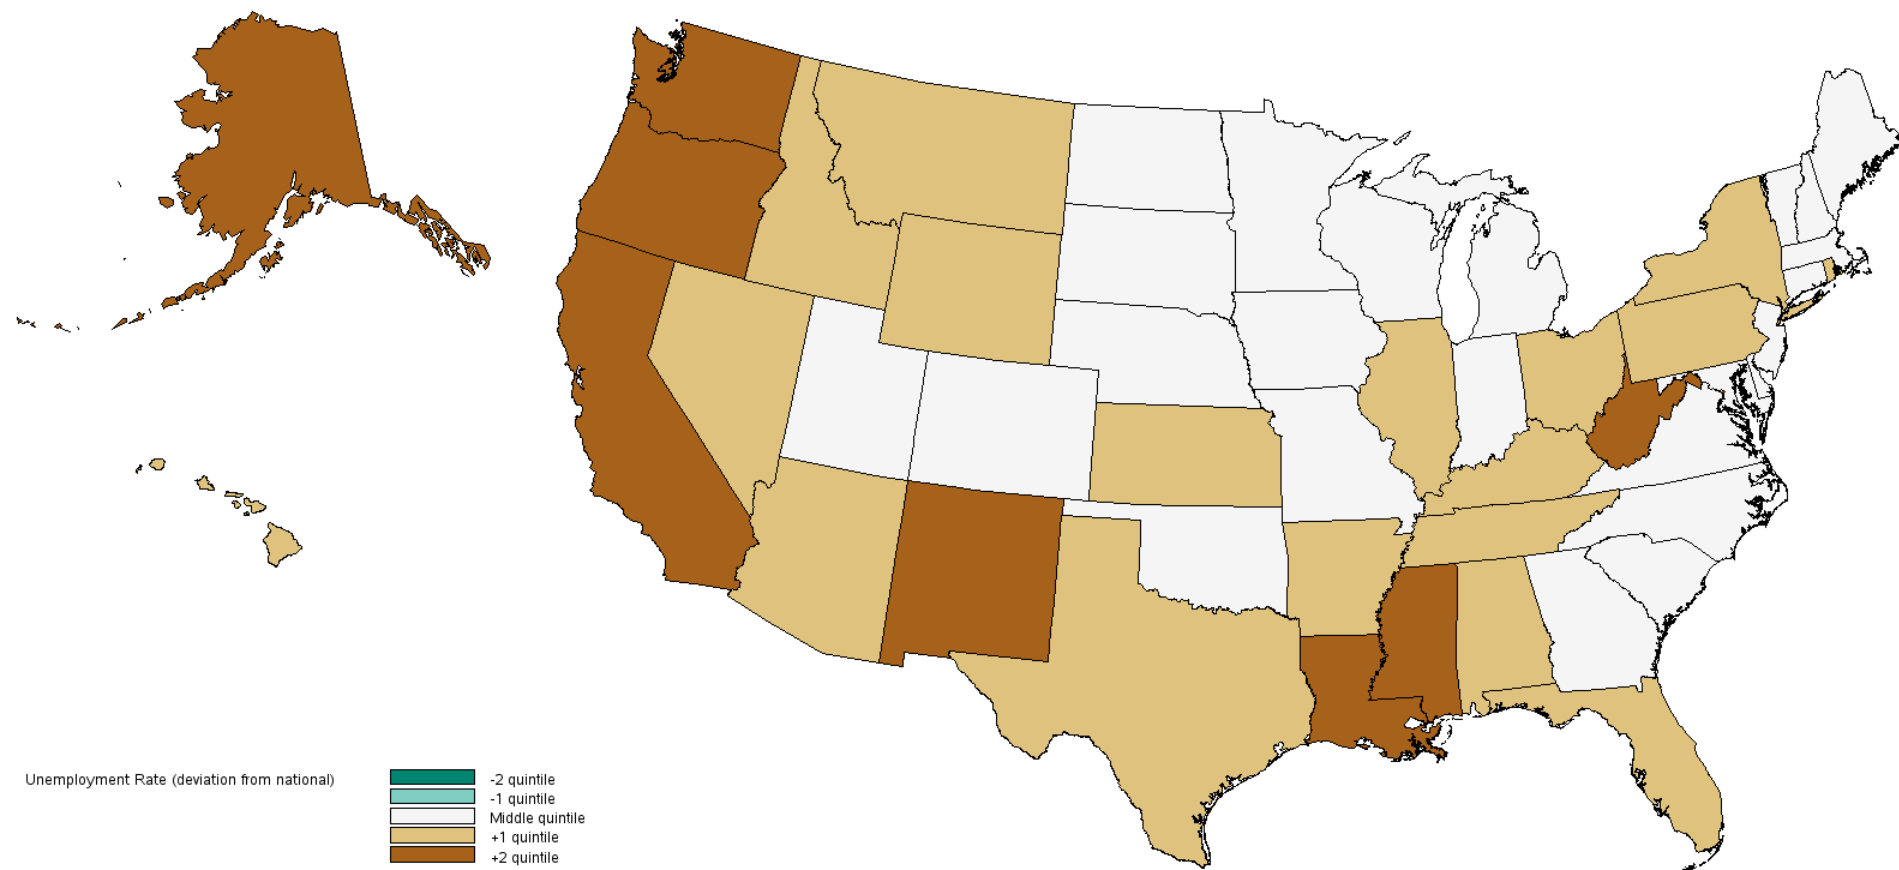 Unemployment Rate (deviation from national)
-2 quintile
-1 quintile
Middle quintile
+1 quintile
+2 quintile